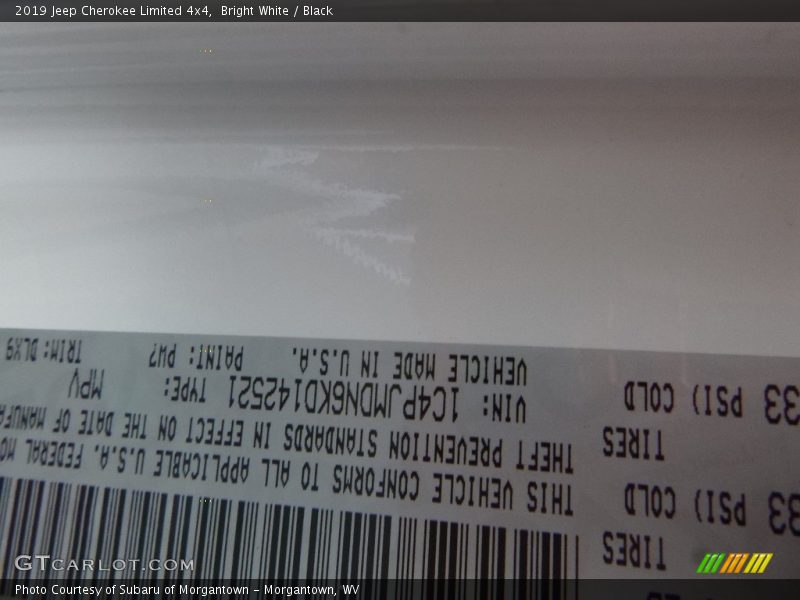 2019 Jeep Cherokee Limited 4x4, Bright White / Black
THIS VEHICLE CONFORMS TO ALL APPLICABLE U.S.A. FEDERAL MO
THEFT PREVENTION STANDARDS IN EFFECT ON THE DATE OF MANUFA
VIN: 1C4PJMDN6KD142521 TYPE: MPV
VEHICLE MADE IN U.S.A. PAINT: PW7 TRIM: DLX9
TIRES
33 PSI) COLD
TIRES
33 PSI) COLD
GTCARLOT.COM
Photo Courtesy of Subaru of Morgantown - Morgantown, WV